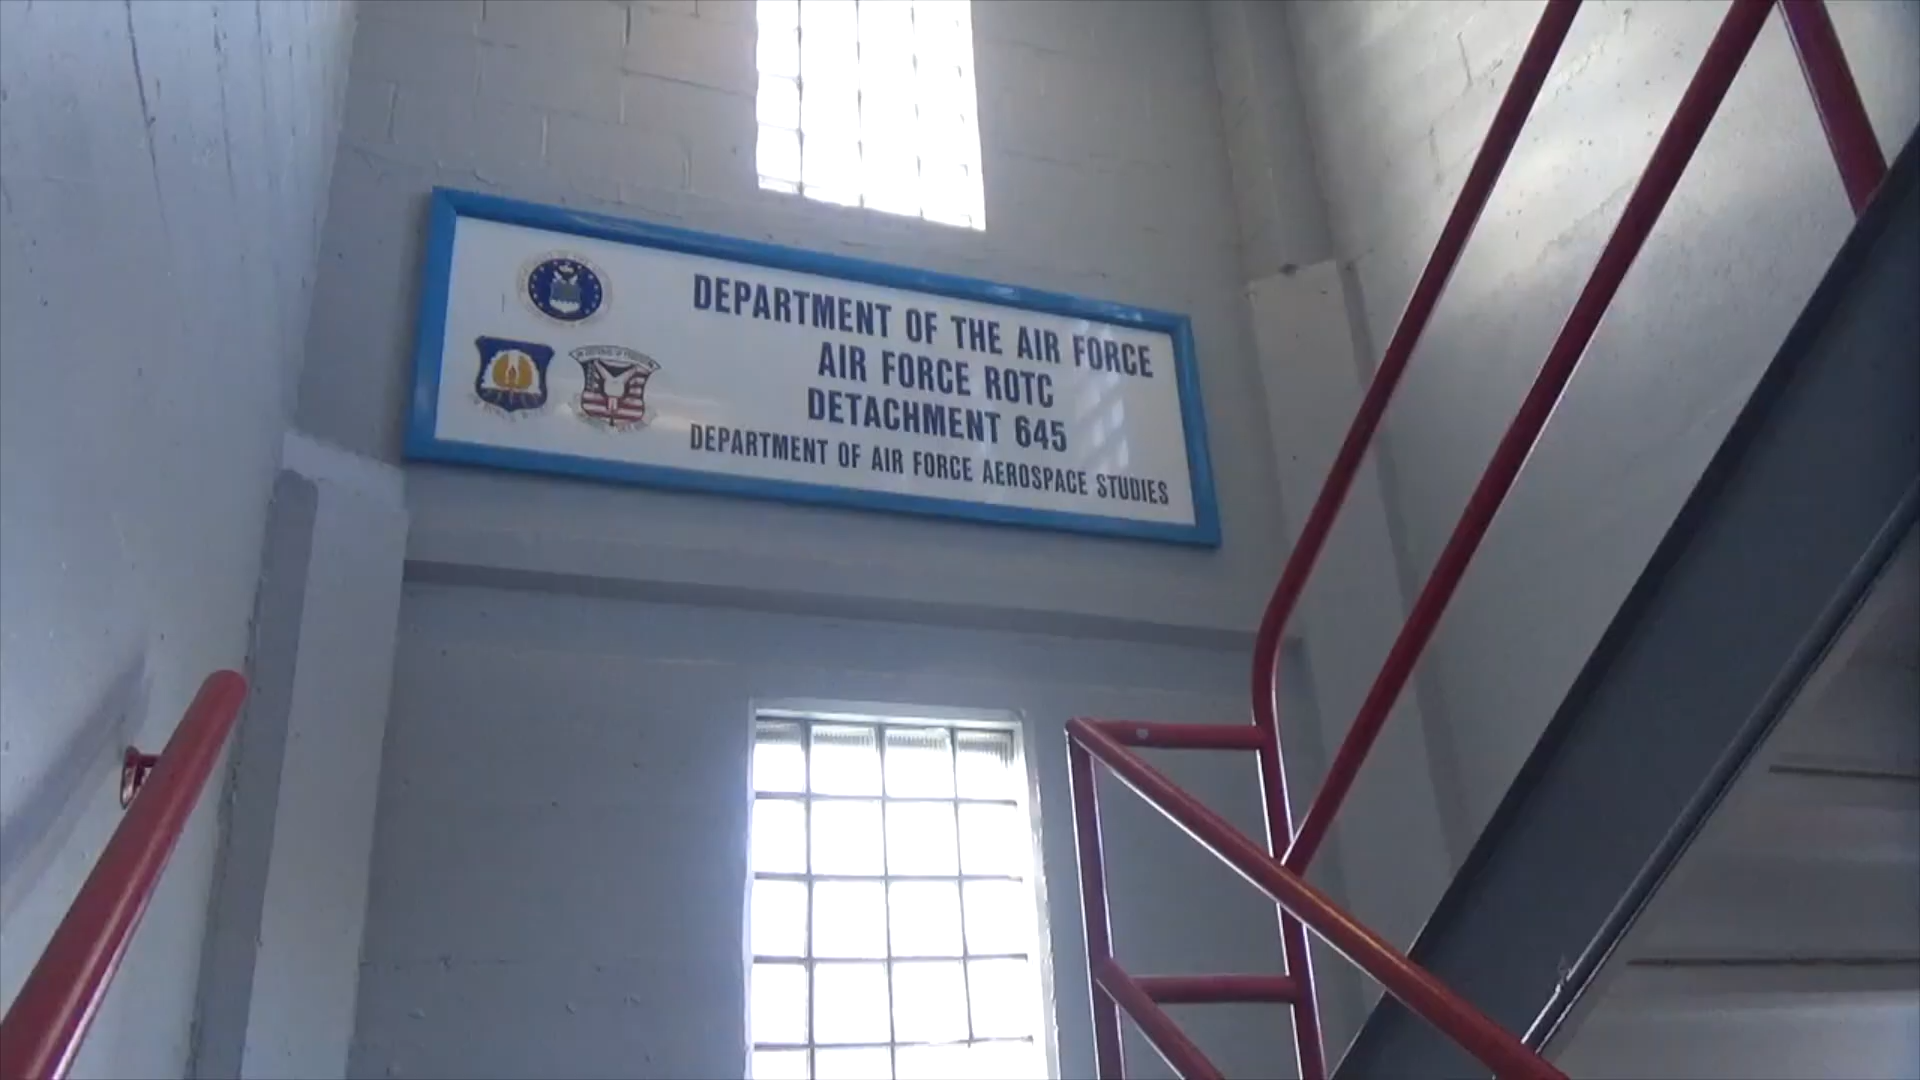 DEPARTMENT OF THE AIR FORCE
AIR FORCE ROTC
DETACHMENT 645
DEPARTMENT OF AIR FORCE AEROSPACE STUDIES